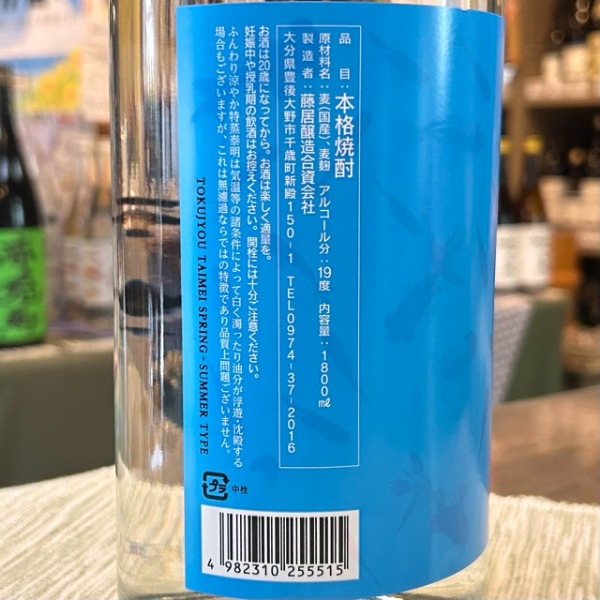 品目：本格焼酎
原材料名：麦(国産)、麦麹 アルコール分：19度 内容量：1800㎖
製造者：藤居醸造合資会社
大分県豊後大野市千歳町新殿150-1 TEL0974-37-2016
お酒は20歳になってから。お酒は楽しく適量を。
妊娠中や授乳期の飲酒はお控えください。開栓には十分ご注意ください。
ふんわり涼やか特蒸泰明は気温等の諸条件によって白く濁ったり油分が浮遊・沈殿する
場合もございますが、これは無濾過ならではの特徴であり品質上問題ございません。
TOKUJYOU TAIMEI SPRING-SUMMER TYPE
プラ 中栓
4 982310 255515